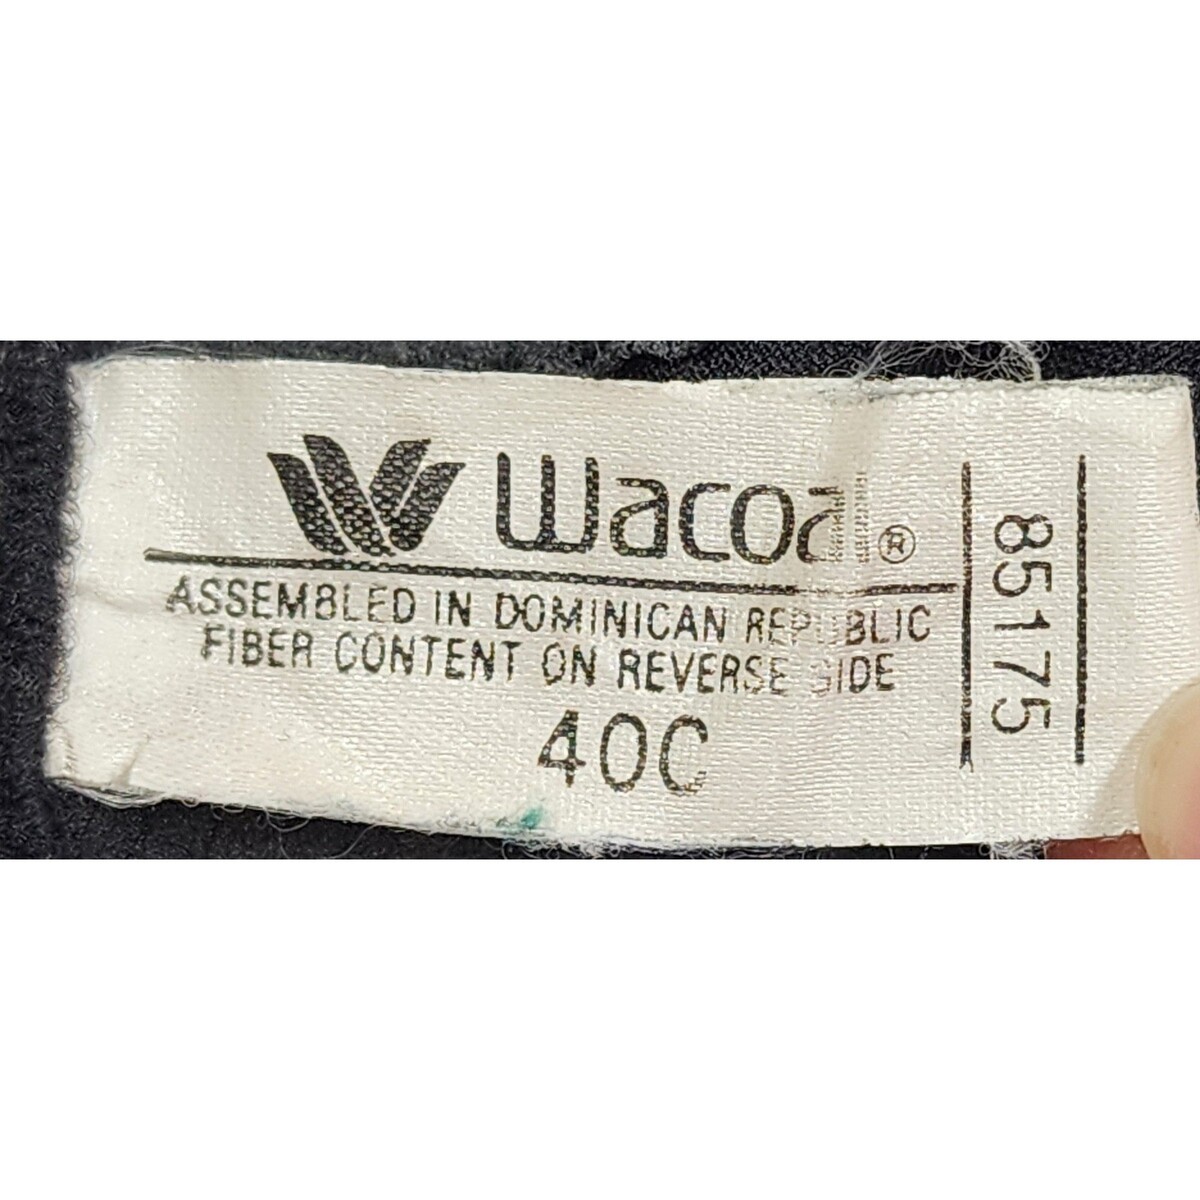 Wacoal®
ASSEMBLED IN DOMINICAN REPUBLIC
FIBER CONTENT ON REVERSE SIDE
40C
85175